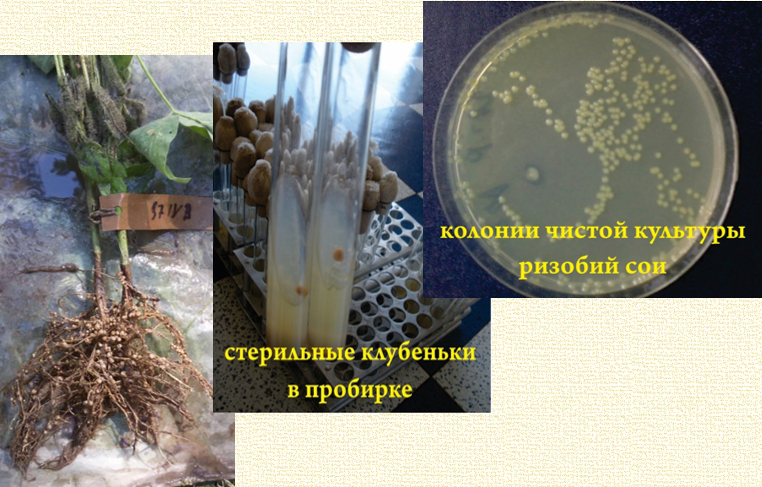 колонии чистой культуры
ризобий сои
стерильные клубеньки
в пробирке